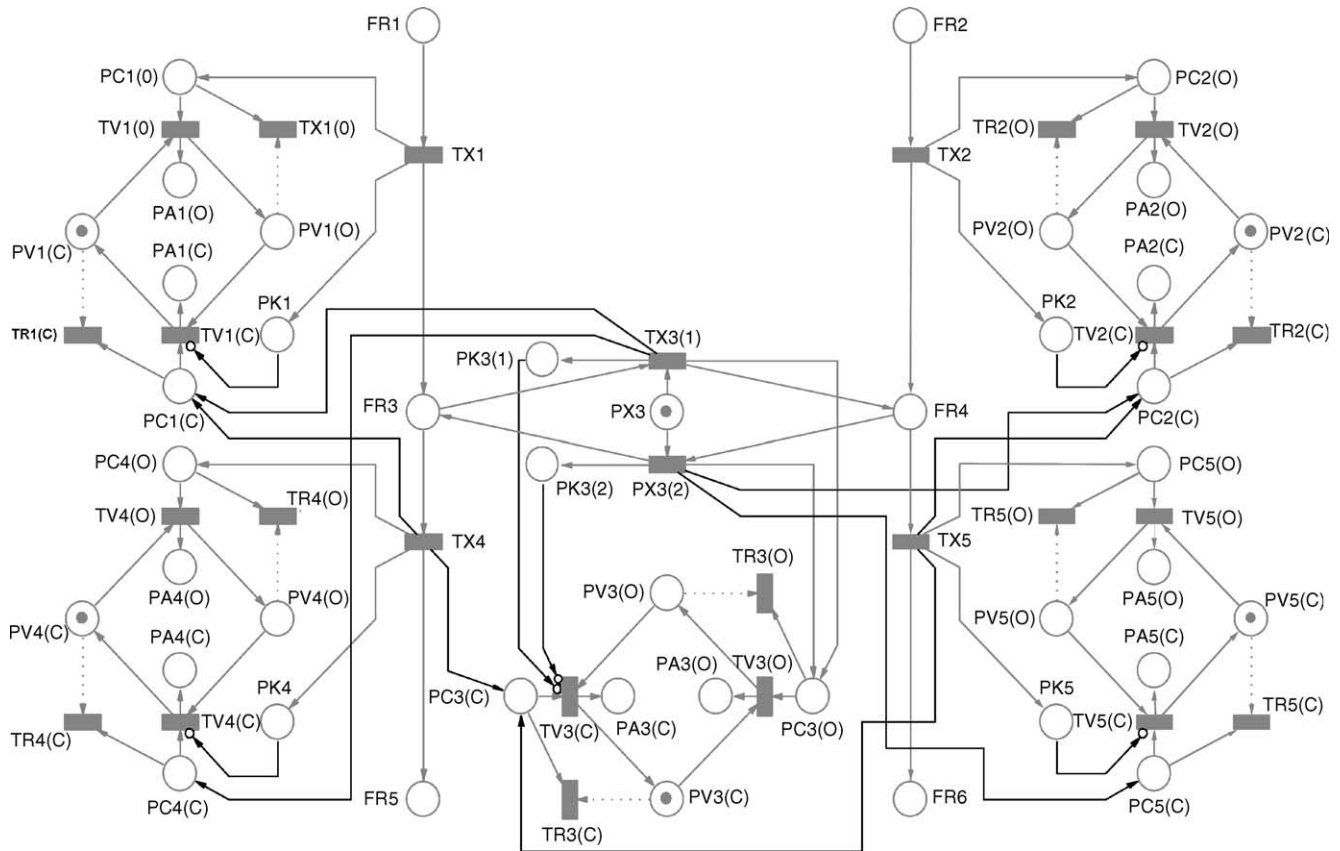 FR1
FR2
PC1(0)
PC2(O)
TV1(0)
TX1(0)
TR2(O)
TV2(O)
TX1
TX2
PA1(O)
PA2(O)
PV1(O)
PV2(O)
PV1(C)
PA1(C)
PA2(C)
PV2(C)
PK1
PK2
TR1(C)
TV1(C)
TX3(1)
TV2(C)
TR2(C)
PK3(1)
PC1(C)
FR3
PX3
FR4
PC2(C)
PC4(O)
PC5(O)
PK3(2)
PX3(2)
TR4(O)
TR5(O)
TV4(O)
TV5(O)
TX4
TX5
TR3(O)
PA4(O)
PV3(O)
PA5(O)
PV4(O)
PV5(C)
PV4(C)
PA4(C)
PV5(O)
PA5(C)
PA3(O)
TV3(O)
PK4
PK5
PC3(C)
TR4(C)
TV4(C)
TV3(C)
PA3(C)
PC3(O)
TV5(C)
TR5(C)
PC4(C)
FR5
PV3(C)
FR6
PC5(C)
TR3(C)